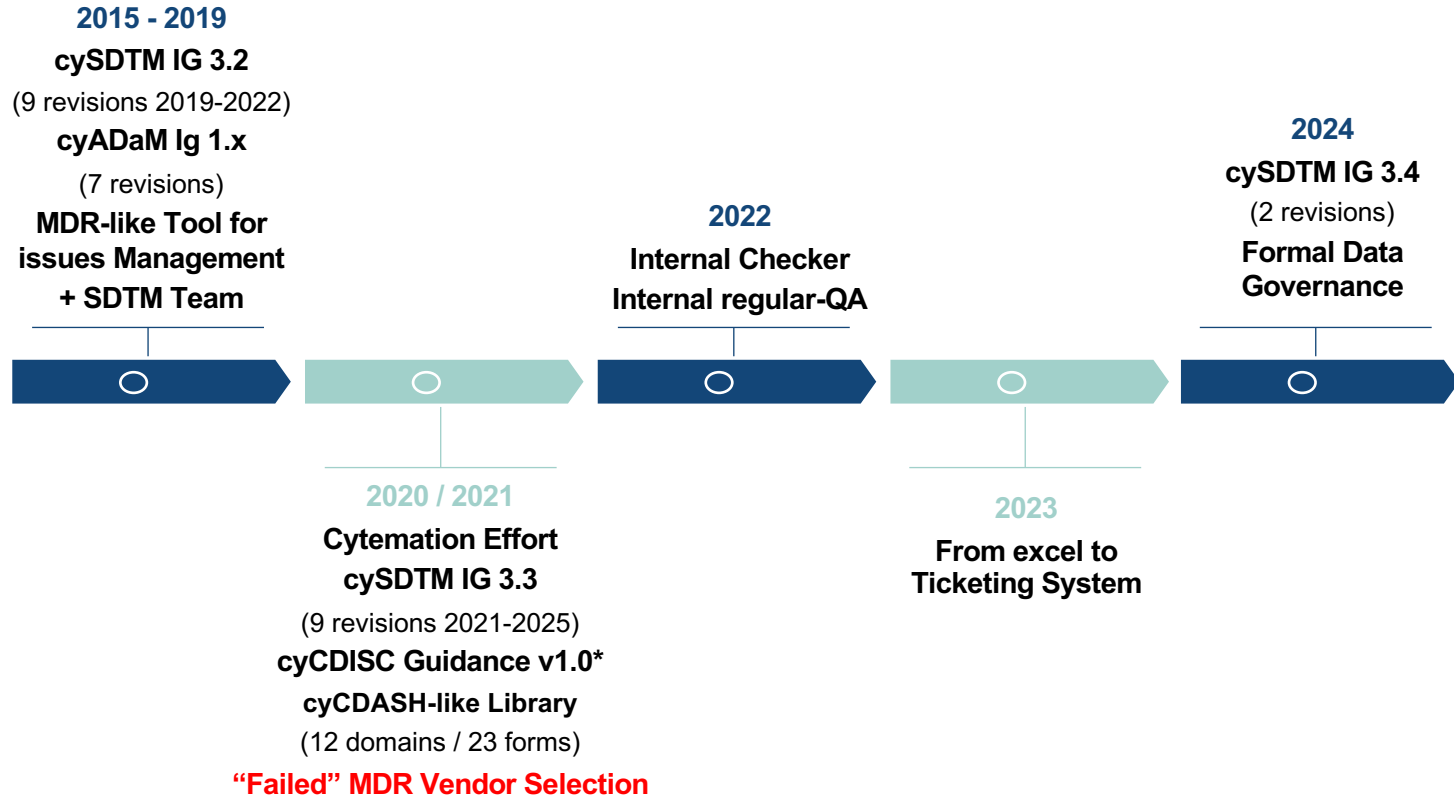 2015 - 2019
cySDTM IG 3.2
(9 revisions 2019-2022)
cyADaM Ig 1.x
(7 revisions)
MDR-like Tool for
issues Management
+ SDTM Team
2020 / 2021
Cytemation Effort
cySDTM IG 3.3
(9 revisions 2021-2025)
cyCDISC Guidance v1.0*
cyCDASH-like Library
(12 domains / 23 forms)
“Failed” MDR Vendor Selection
2022
Internal Checker
Internal regular-QA
2023
From excel to
Ticketing System
2024
cySDTM IG 3.4
(2 revisions)
Formal Data
Governance